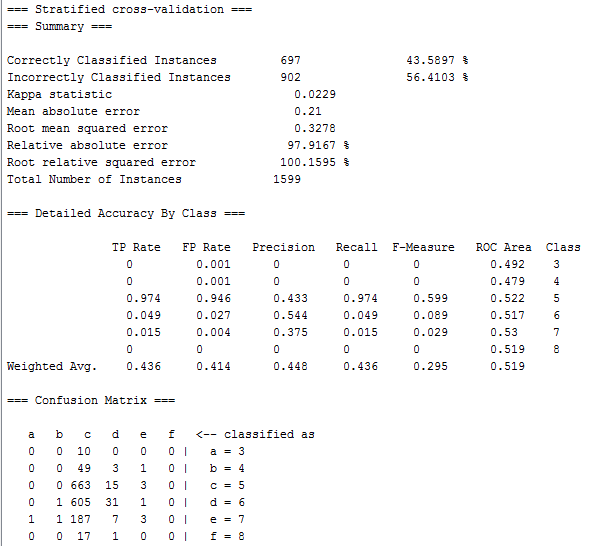 === Stratified cross-validation ===
=== Summary ===
Correctly Classified Instances 697 43.5897 %
Incorrectly Classified Instances 902 56.4103 %
Kappa statistic 0.0229
Mean absolute error 0.21
Root mean squared error 0.3278
Relative absolute error 97.9167 %
Root relative squared error 100.1595 %
Total Number of Instances 1599
=== Detailed Accuracy By Class ===
TP Rate FP Rate Precision Recall F-Measure ROC Area Class
0 0.001 0 0 0 0.492 3
0 0.001 0 0 0 0.479 4
0.974 0.946 0.433 0.974 0.599 0.522 5
0.049 0.027 0.544 0.049 0.089 0.517 6
0.015 0.004 0.375 0.015 0.029 0.53 7
0 0 0 0 0 0.519 8
Weighted Avg. 0.436 0.414 0.448 0.436 0.295 0.519
=== Confusion Matrix ===
a b c d e f <-- classified as
0 0 10 0 0 0 | a = 3
0 0 49 3 1 0 | b = 4
0 0 663 15 3 0 | c = 5
0 1 605 31 1 0 | d = 6
1 1 187 7 3 0 | e = 7
0 0 17 1 0 0 | f = 8